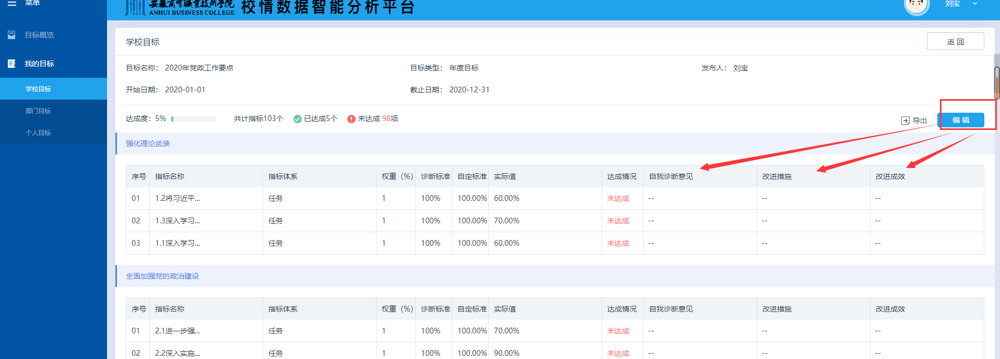 菜单
安徽商贸职业技术学院
ANHUI BUSINESS COLLEGE
校情数据智能分析平台
刘宝
目标概览
我的目标
学校目标
部门目标
个人目标
学校目标
返 回
目标名称： 2020年党政工作要点 目标类型： 年度目标 发布人： 刘宝
开始日期： 2020-01-01 截止日期： 2020-12-31
达成度：5% 共计指标103个 已达成5个 未达成 98项 导出 编 辑
强化理论武装
序号 指标名称 指标体系 权重（%） 诊断标准 自定标准 实际值 达成情况 自我诊断意见 改进措施 改进成效
01 1.2将习近平... 任务 1 100% 100.00% 60.00% 未达成 -- -- --
02 1.3深入学习... 任务 1 100% 100.00% 70.00% 未达成 -- -- --
03 1.1深入学习... 任务 1 100% 100.00% 60.00% 未达成 -- -- --
全面加强党的政治建设
序号 指标名称 指标体系 权重（%） 诊断标准 自定标准 实际值 达成情况 自我诊断意见 改进措施 改进成效
01 2.1进一步强... 任务 1 100% 100.00% 70.00% 未达成 -- -- --
02 2.2深入实施... 任务 1 100% 100.00% 90.00% 未达成 -- -- --